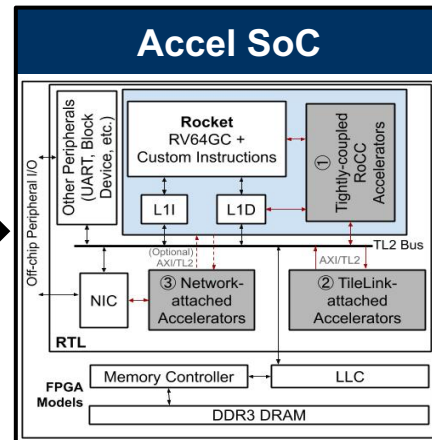 Accel SoC
Off-chip Peripheral I/O
Other Peripherals
(UART, Block
Device, etc.)
Rocket
RV64GC +
Custom Instructions
①
Tightly-coupled
RoCC
Accelerators
L1I
L1D
TL2 Bus
(Optional)
AXI/TL2
AXI/TL2
NIC
③ Network-
attached
Accelerators
② TileLink-
attached
Accelerators
RTL
FPGA
Models
Memory Controller
LLC
DDR3 DRAM